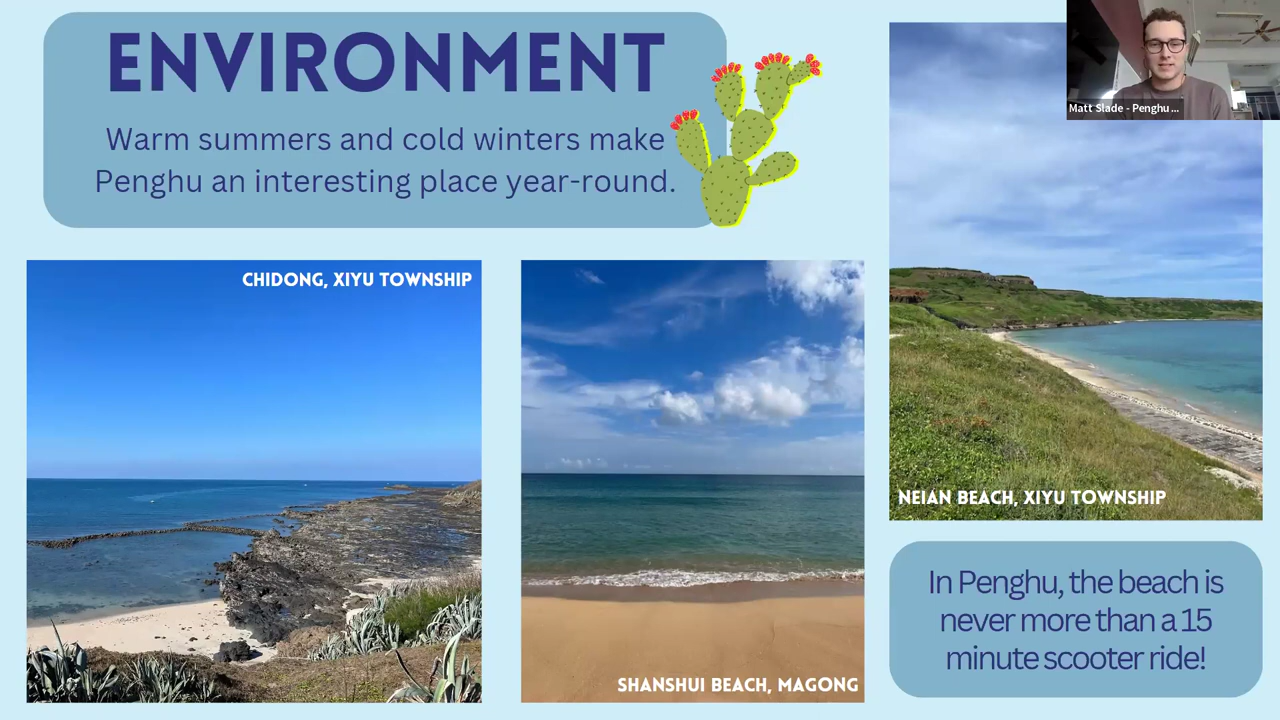 ENVIRONMENT
Warm summers and cold winters make
Penghu an interesting place year-round.
Matt Slade - Penghu ...
CHIDONG, XIYU TOWNSHIP
SHANSHUI BEACH, MAGONG
NEIAN BEACH, XIYU TOWNSHIP
In Penghu, the beach is
never more than a 15
minute scooter ride!